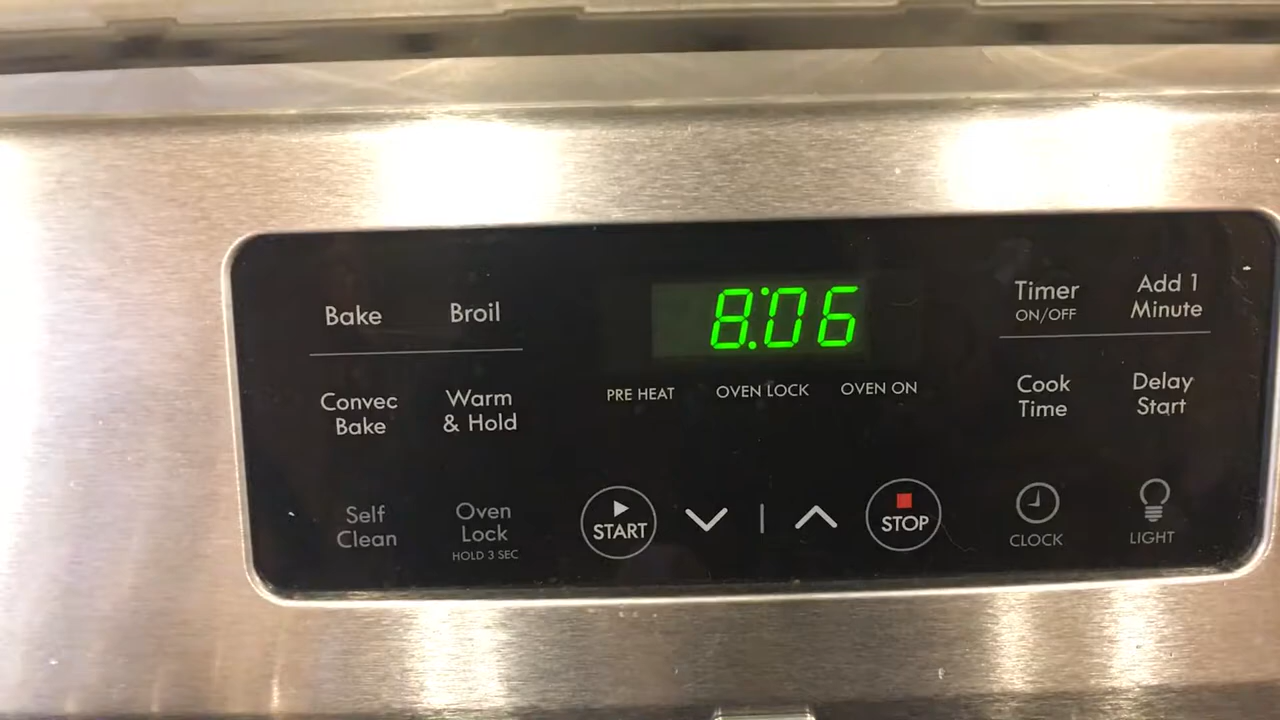 Bake
Broil
8:06
Timer
ON/OFF
Add 1
Minute
Convec
Bake
Warm
& Hold
PRE HEAT
OVEN LOCK
OVEN ON
Cook
Time
Delay
Start
Self
Clean
Oven
Lock
HOLD 3 SEC
START
STOP
CLOCK
LIGHT